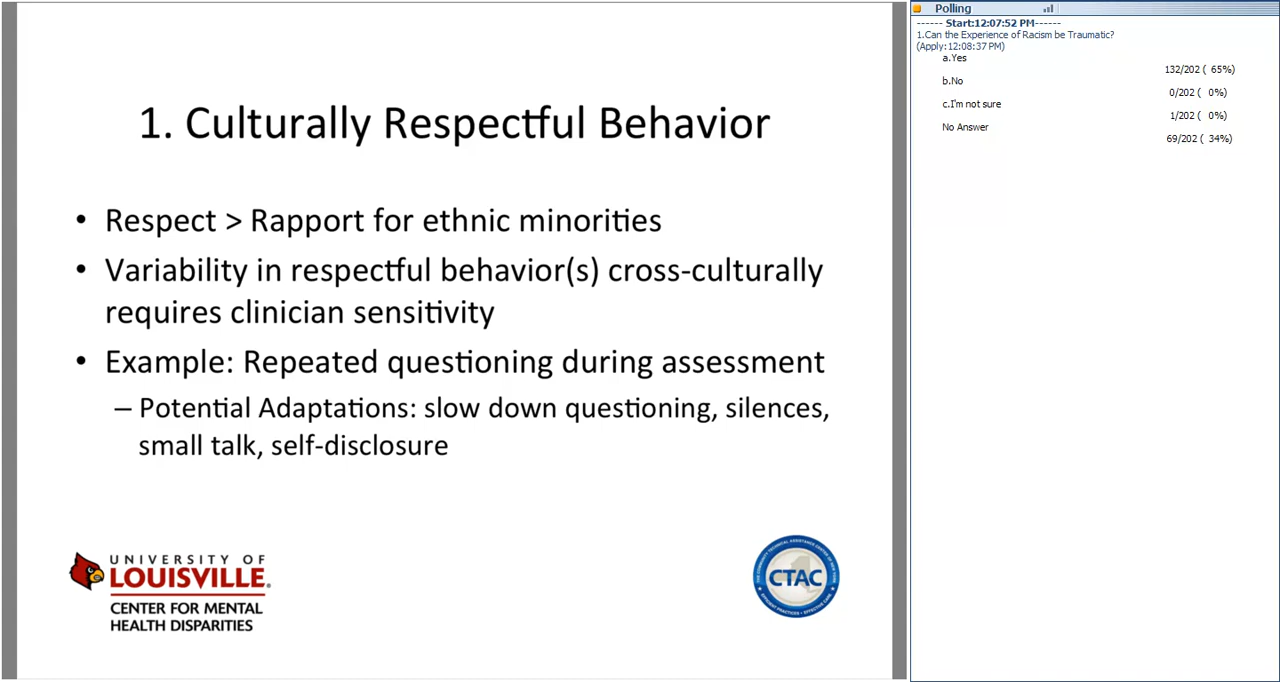 1. Culturally Respectful Behavior
• Respect > Rapport for ethnic minorities
• Variability in respectful behavior(s) cross-culturally
requires clinician sensitivity
• Example: Repeated questioning during assessment
– Potential Adaptations: slow down questioning, silences,
small talk, self-disclosure
UNIVERSITY OF
LOUISVILLE.
CENTER FOR MENTAL
HEALTH DISPARITIES
CTAC
Polling
------ Start:12:07:52 PM------
1.Can the Experience of Racism be Traumatic?
(Apply:12:08:37 PM)
a.Yes
132/202 ( 65%)
b.No
0/202 ( 0%)
c.I'm not sure
1/202 ( 0%)
No Answer
69/202 ( 34%)